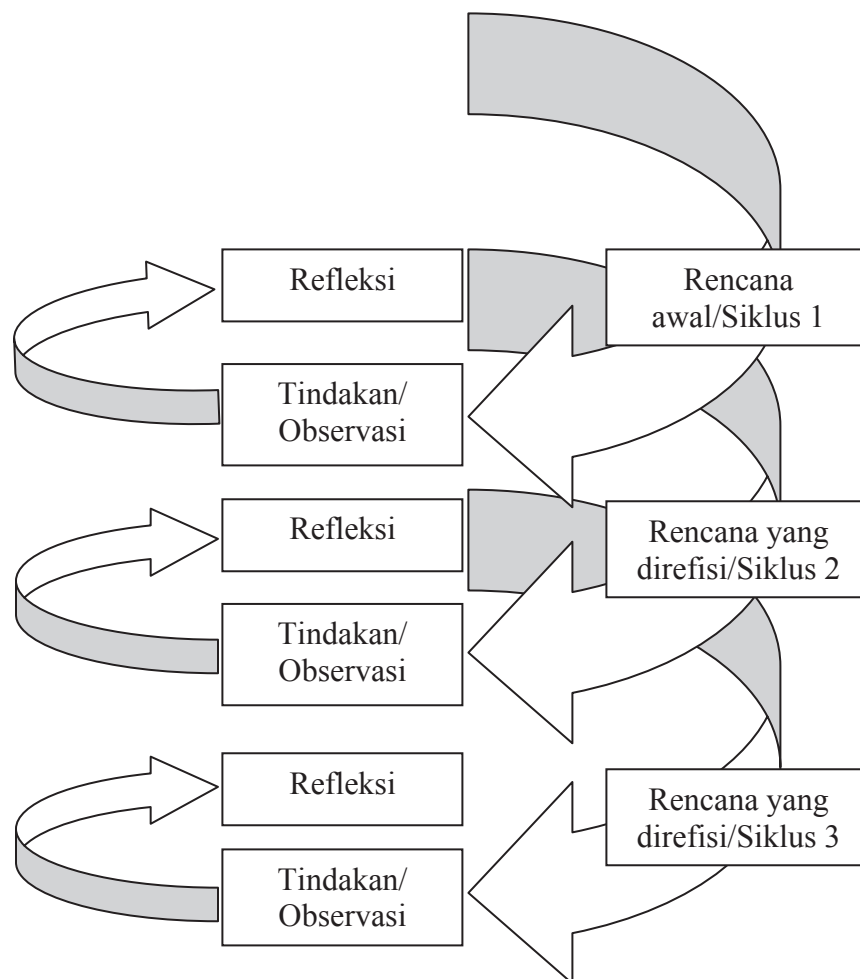 Refleksi
Rencana
awal/Siklus 1
Tindakan/
Observasi
Refleksi
Rencana yang
direfisi/Siklus 2
Tindakan/
Observasi
Refleksi
Rencana yang
direfisi/Siklus 3
Tindakan/
Observasi